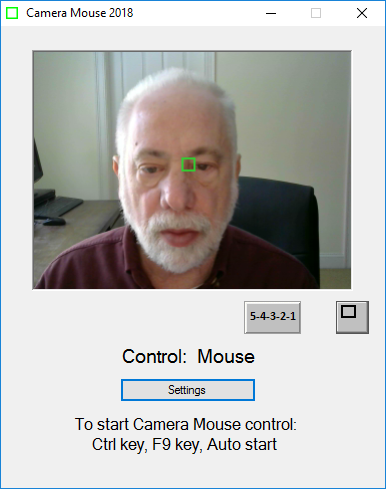 Camera Mouse 2018
5-4-3-2-1
Control:  Mouse
Settings
To start Camera Mouse control:
Ctrl key, F9 key, Auto start